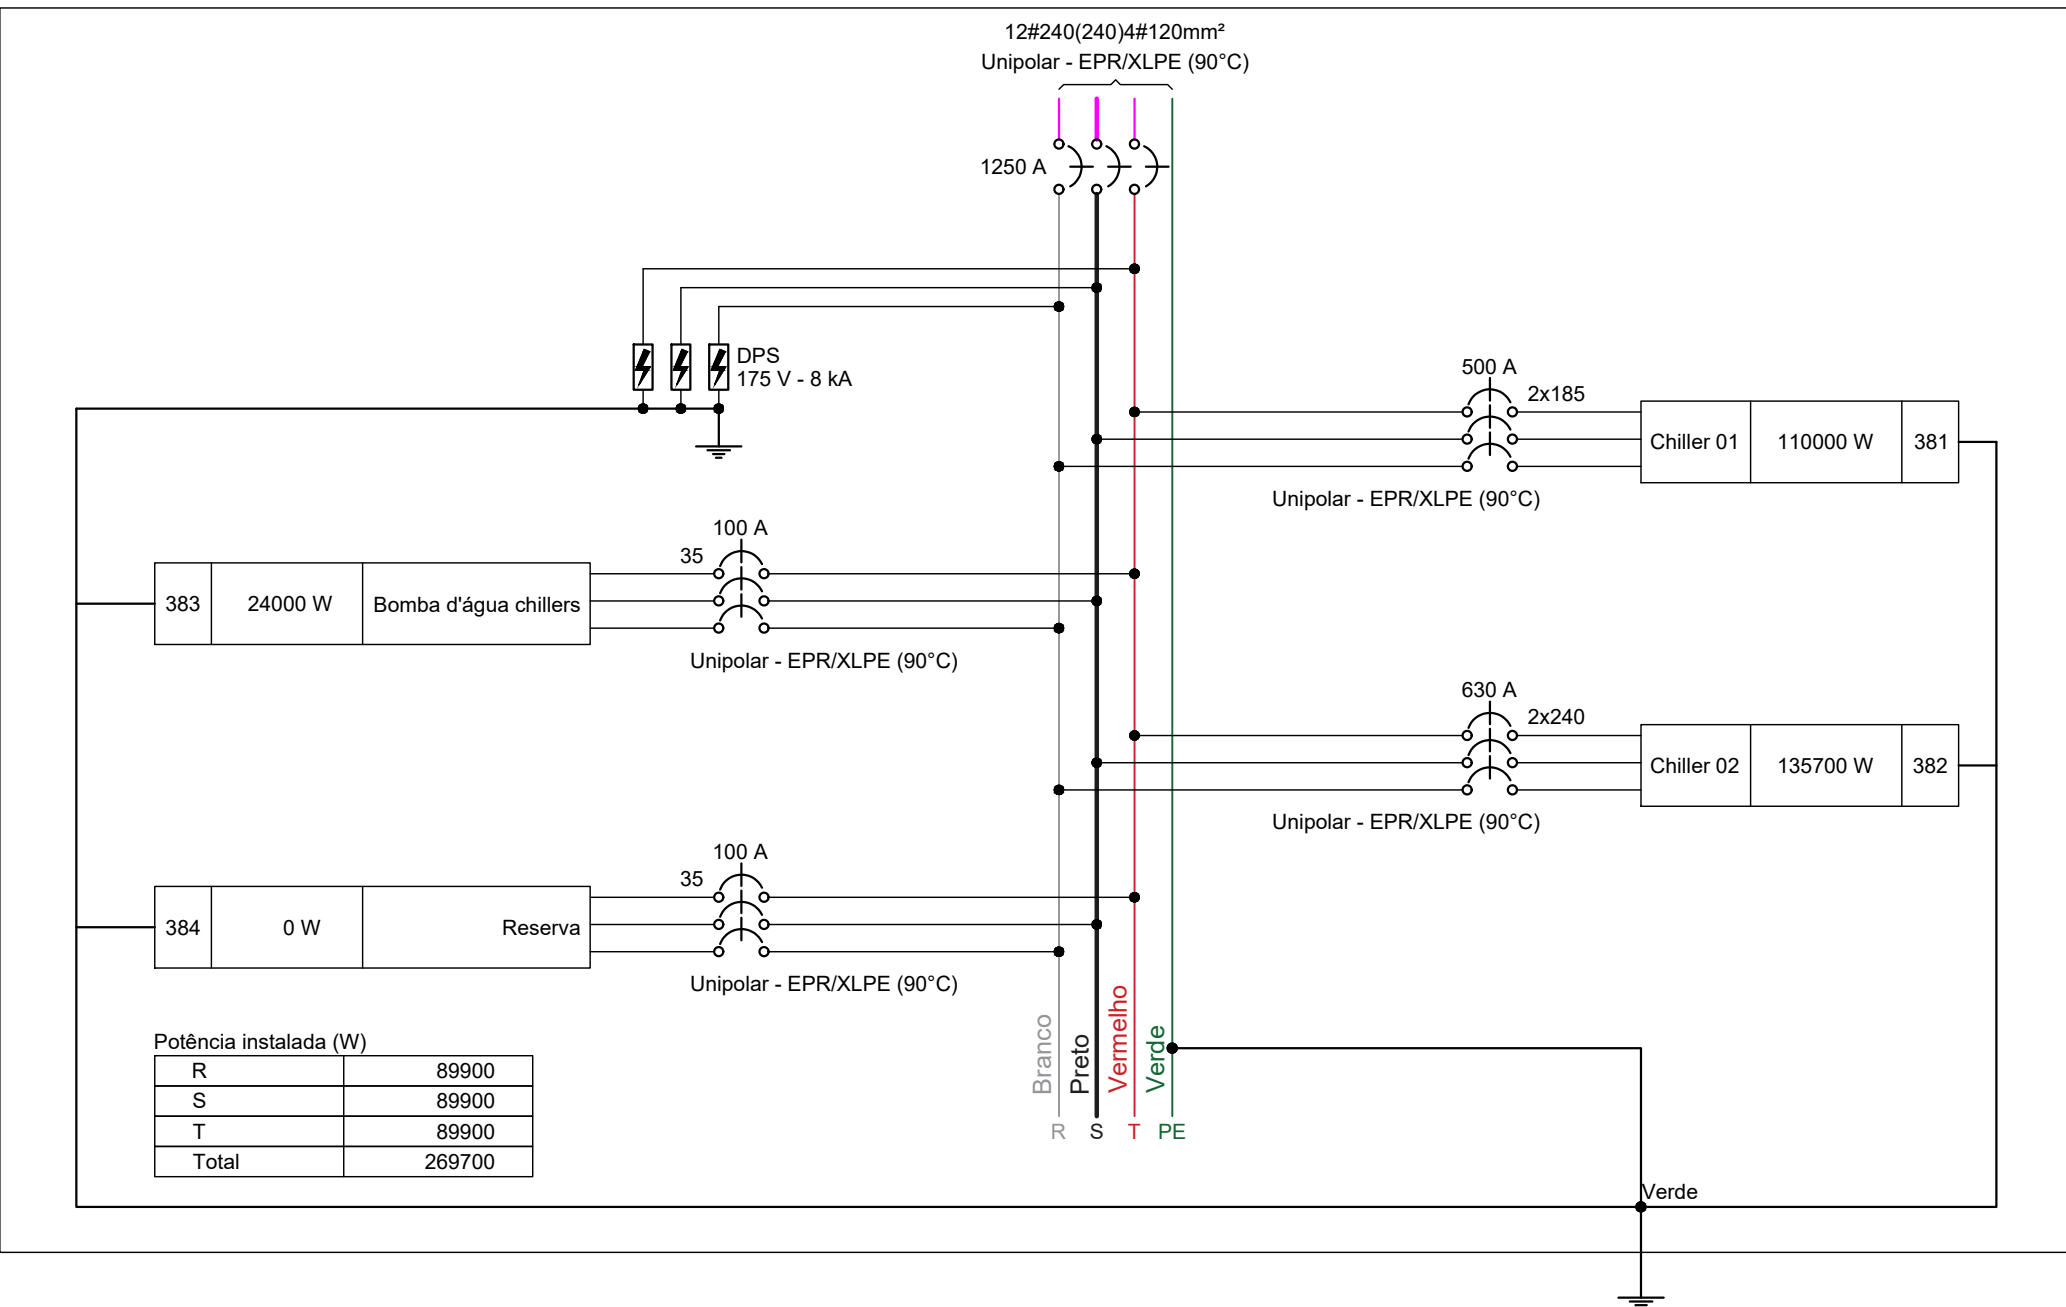 12#240(240)4#120mm²
Unipolar - EPR/XLPE (90°C)
1250 A
DPS
175 V - 8 kA
500 A
2x185
Chiller 01 110000 W 381
Unipolar - EPR/XLPE (90°C)
100 A
35
383 24000 W Bomba d'água chillers
Unipolar - EPR/XLPE (90°C)
630 A
2x240
Chiller 02 135700 W 382
Unipolar - EPR/XLPE (90°C)
100 A
35
384 0 W Reserva
Unipolar - EPR/XLPE (90°C)
Branco
Preto
Vermelho
Verde
R S T PE
Potência instalada (W)
R 89900
S 89900
T 89900
Total 269700
Verde